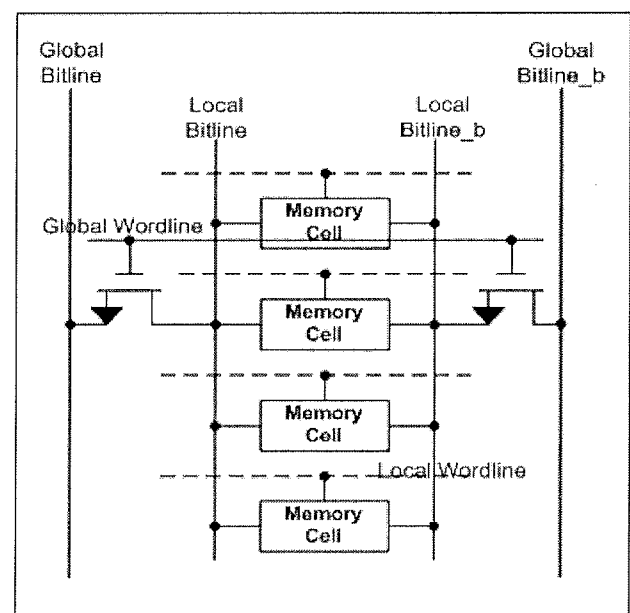 Global
Bitline
Global
Bitline_b
Local
Bitline
Local
Bitline_b
Memory
Cell
Global Wordline
Memory
Cell
Memory
Cell
Local Wordline
Memory
Cell